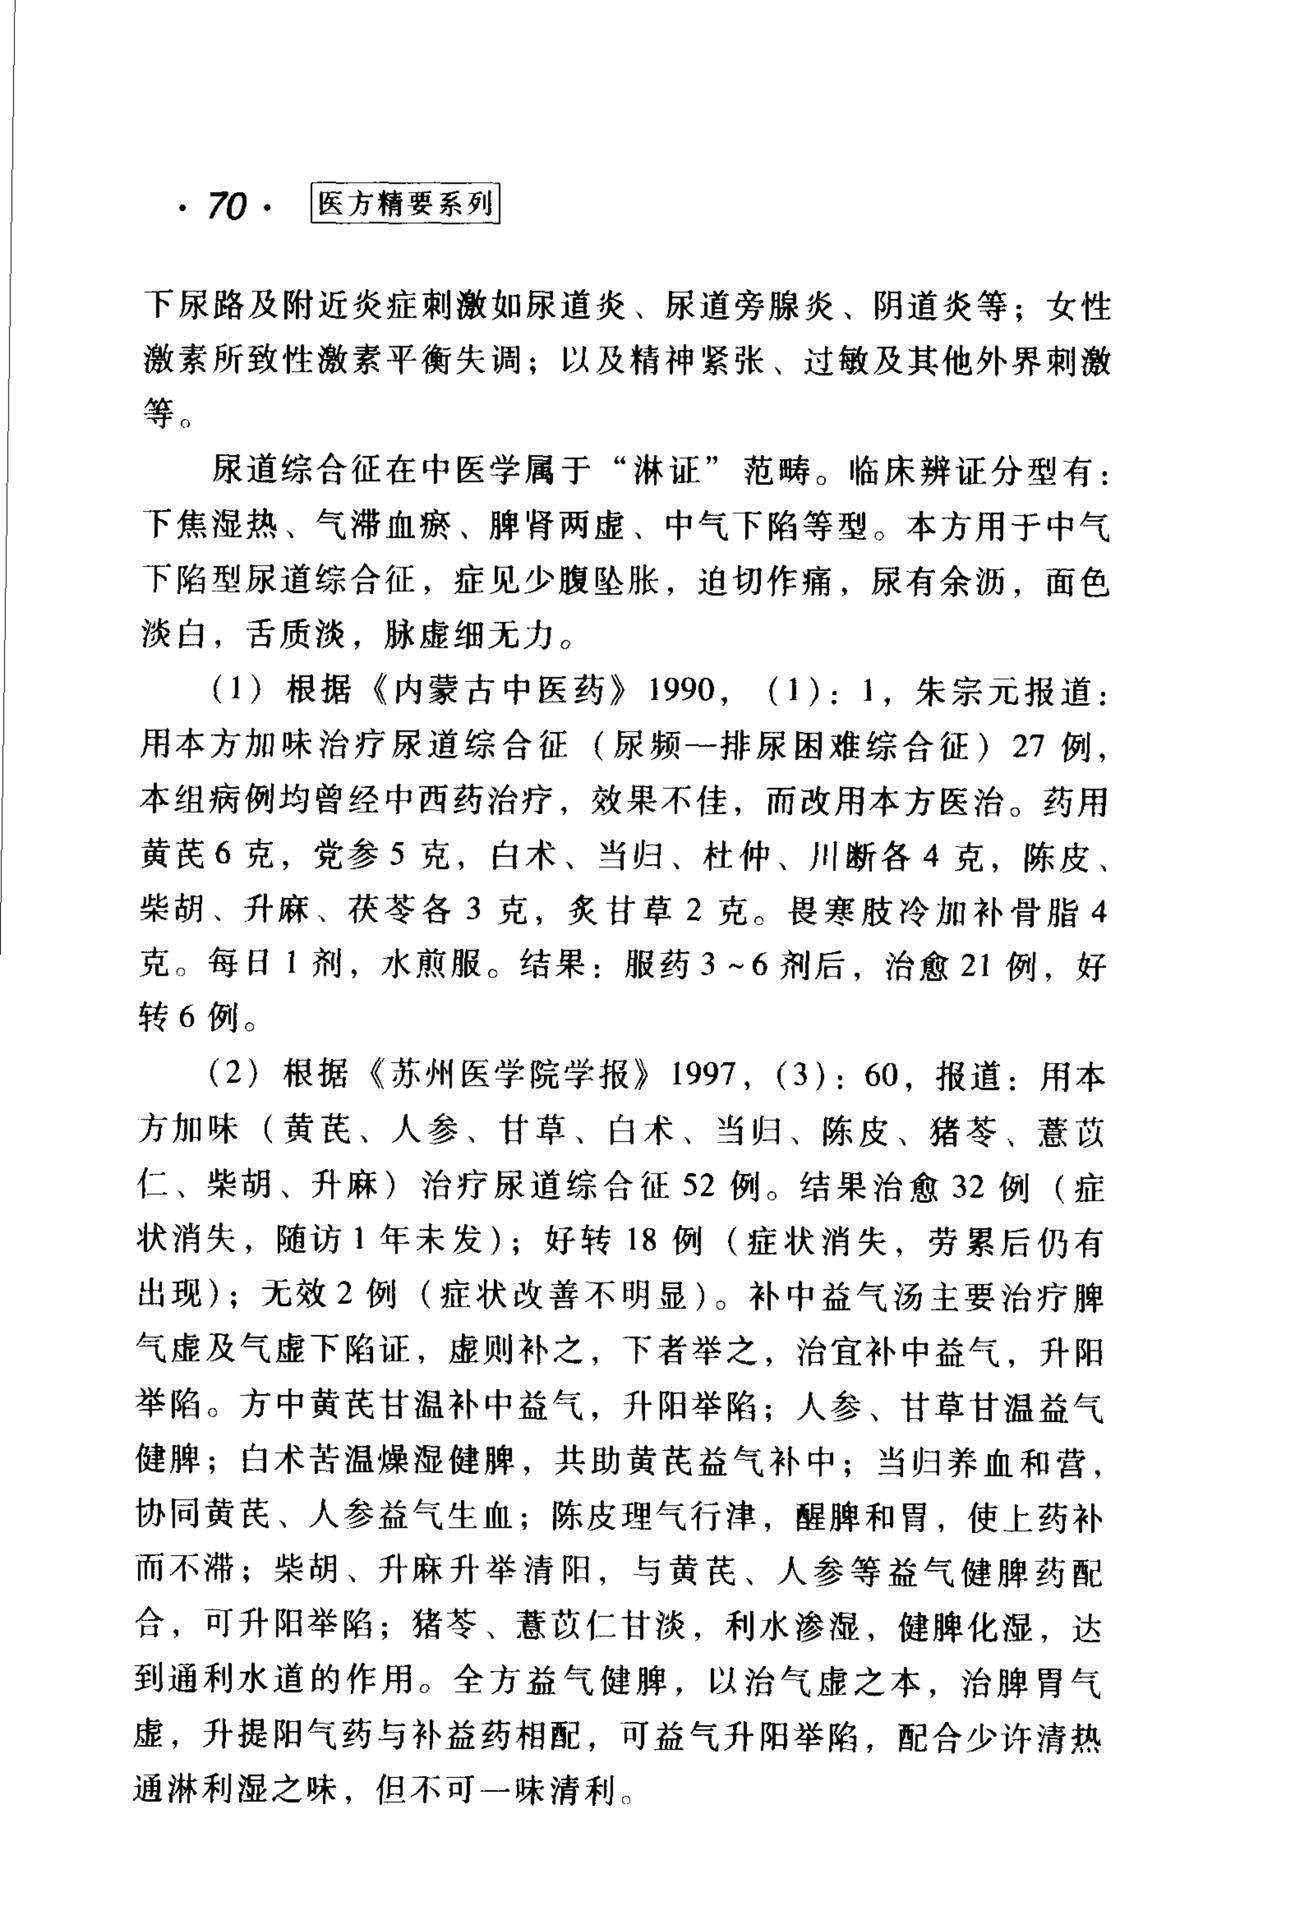 ·70· 医方精要系列
下尿路及附近炎症刺激如尿道炎、尿道旁腺炎、阴道炎等；女性
激素所致性激素平衡失调；以及精神紧张、过敏及其他外界刺激
等。
尿道综合征在中医学属于“淋证”范畴。临床辨证分型有：
下焦湿热、气滞血瘀、脾肾两虚、中气下陷等型。本方用于中气
下陷型尿道综合征，症见少腹坠胀，迫切作痛，尿有余沥，面色
淡白，舌质淡，脉虚细无力。
（1）根据《内蒙古中医药》1990，（1）：1，朱宗元报道：
用本方加味治疗尿道综合征（尿频—排尿困难综合征）27 例，
本组病例均曾经中西药治疗，效果不佳，而改用本方医治。药用
黄芪 6 克，党参 5 克，白术、当归、杜仲、川断各 4 克，陈皮、
柴胡、升麻、茯苓各 3 克，炙甘草 2 克。畏寒肢冷加补骨脂 4
克。每日 1 剂，水煎服。结果：服药 3～6 剂后，治愈 21 例，好
转 6 例。
（2）根据《苏州医学院学报》1997，（3）：60，报道：用本
方加味（黄芪、人参、甘草、白术、当归、陈皮、猪苓、薏苡
仁、柴胡、升麻）治疗尿道综合征 52 例。结果治愈 32 例（症
状消失，随访 1 年未发）；好转 18 例（症状消失，劳累后仍有
出现）；无效 2 例（症状改善不明显）。补中益气汤主要治疗脾
气虚及气虚下陷证，虚则补之，下者举之，治宜补中益气，升阳
举陷。方中黄芪甘温补中益气，升阳举陷；人参、甘草甘温益气
健脾；白术苦温燥湿健脾，共助黄芪益气补中；当归养血和营，
协同黄芪、人参益气生血；陈皮理气行津，醒脾和胃，使上药补
而不滞；柴胡、升麻升举清阳，与黄芪、人参等益气健脾药配
合，可升阳举陷；猪苓、薏苡仁甘淡，利水渗湿，健脾化湿，达
到通利水道的作用。全方益气健脾，以治气虚之本，治脾胃气
虚，升提阳气药与补益药相配，可益气升阳举陷，配合少许清热
通淋利湿之味，但不可一味清利。